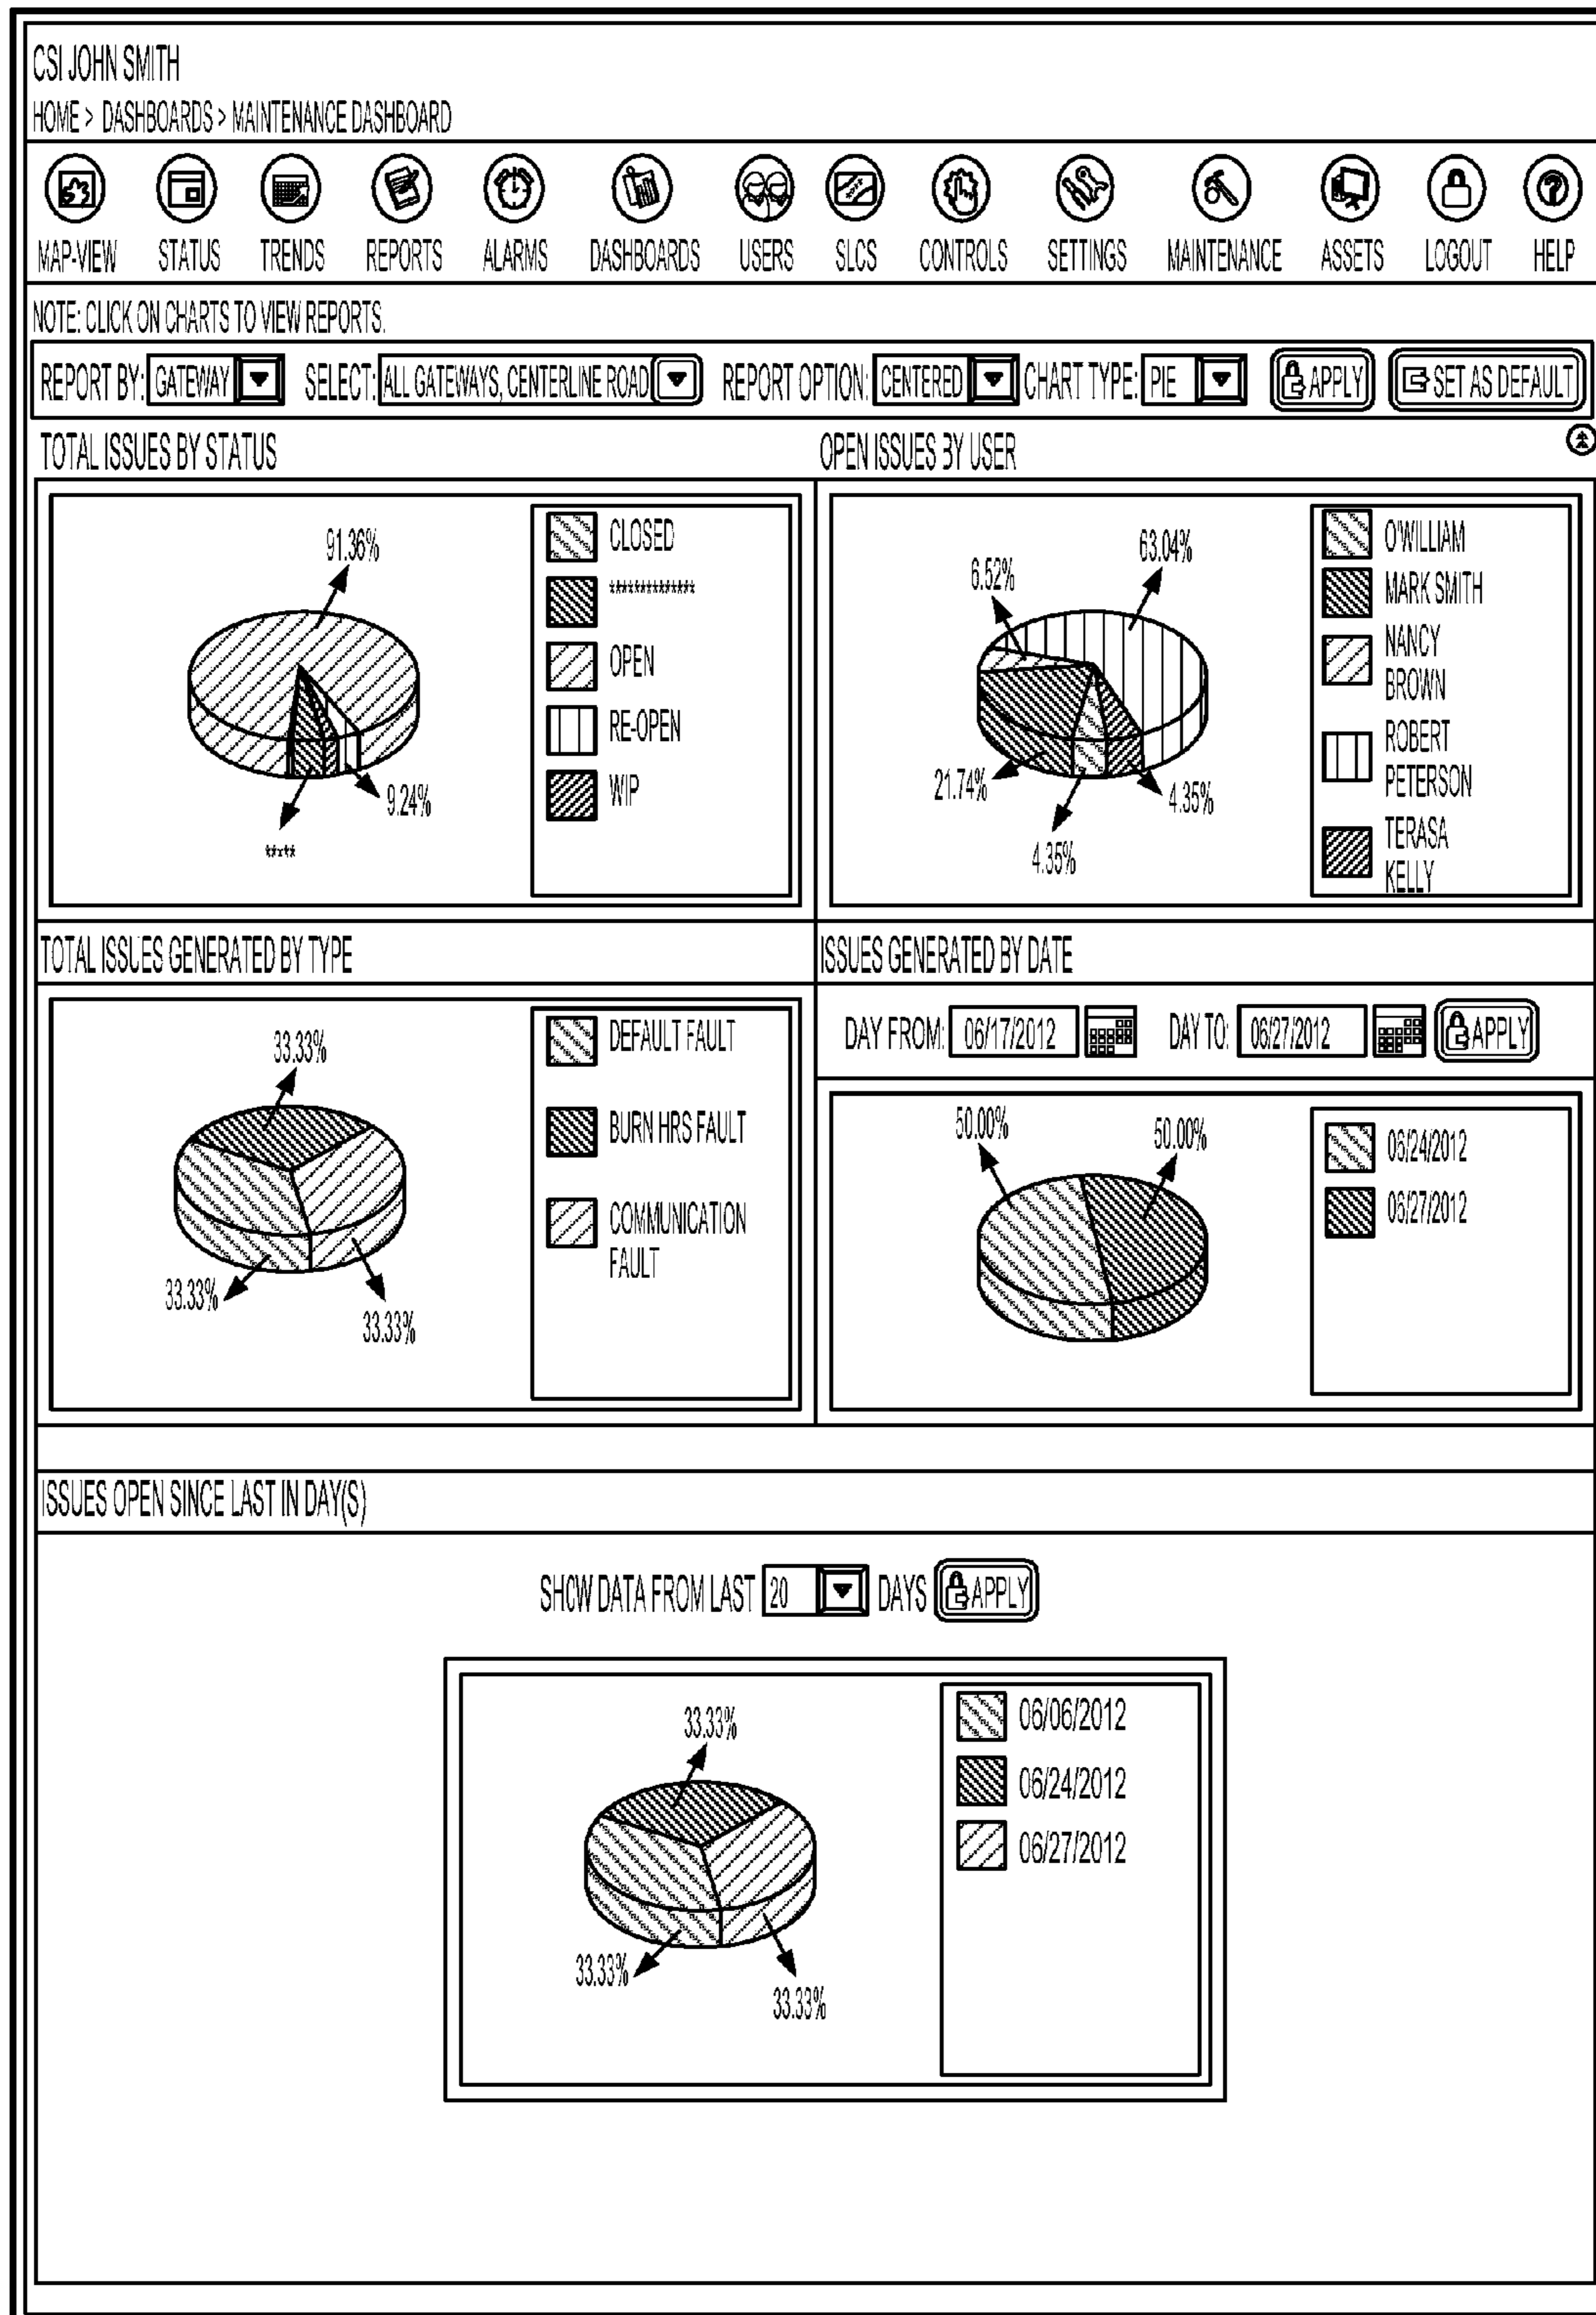 CSI JOHN SMITH
HOME > DASHBOARDS > MAINTENANCE DASHBOARD
MAP-VIEW STATUS TRENDS REPORTS ALARMS DASHBOARDS USERS SLCS CONTROLS SETTINGS MAINTENANCE ASSETS LOGOUT HELP
NOTE: CLICK ON CHARTS TO VIEW REPORTS.
REPORT BY: GATEWAY SELECT: ALL GATEWAYS, CENTERLINE ROAD REPORT OPTION: CENTERED CHART TYPE: PIE APPLY SET AS DEFAULT
TOTAL ISSUES BY STATUS
91.36%
9.24%
*****
CLOSED
**************
OPEN
RE-OPEN
WIP
OPEN ISSUES BY USER
6.52%
63.04%
21.74%
4.35%
4.35%
O'WILLIAM
MARK SMITH
NANCY
BROWN
ROBERT
PETERSON
TERASA
KELLY
TOTAL ISSUES GENERATED BY TYPE
33.33%
33.33%
33.33%
DEFAULT FAULT
BURN HRS FAULT
COMMUNICATION
FAULT
ISSUES GENERATED BY DATE
DAY FROM: 06/17/2012 DAY TO: 06/27/2012 APPLY
50.00%
50.00%
06/24/2012
06/27/2012
ISSUES OPEN SINCE LAST IN DAY(S)
SHOW DATA FROM LAST 20 DAYS APPLY
33.33%
33.33%
33.33%
06/06/2012
06/24/2012
06/27/2012